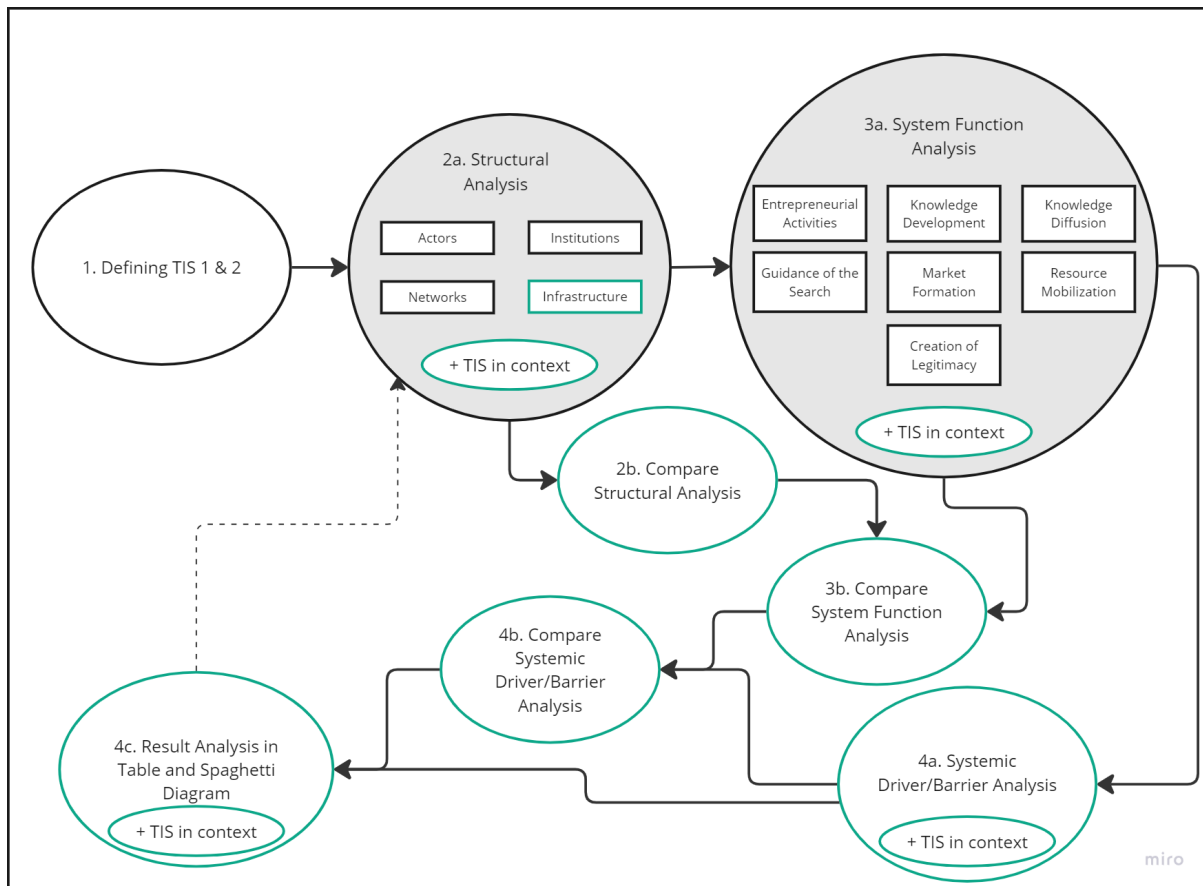 1. Defining TIS 1 & 2
2a. Structural
Analysis
Actors
Institutions
Networks
Infrastructure
+ TIS in context
3a. System Function
Analysis
Entrepreneurial
Activities
Knowledge
Development
Knowledge
Diffusion
Guidance of the
Search
Market
Formation
Resource
Mobilization
Creation of
Legitimacy
+ TIS in context
2b. Compare
Structural Analysis
3b. Compare
System Function
Analysis
4b. Compare
Systemic
Driver/Barrier
Analysis
4c. Result Analysis in
Table and Spaghetti
Diagram
+ TIS in context
4a. Systemic
Driver/Barrier Analysis
+ TIS in context
miro